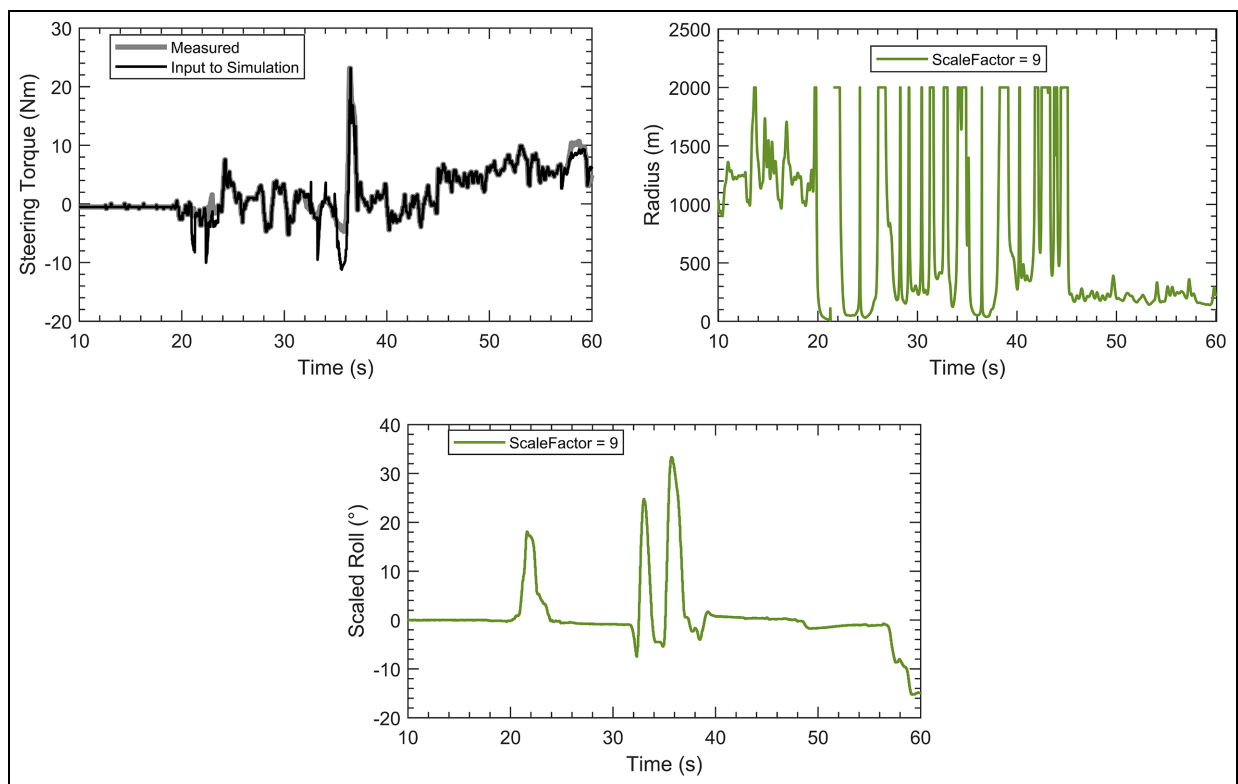 30
20
10
0
-10
-20
Steering Torque (Nm)
Measured
Input to Simulation
10 20 30 40 50 60
Time (s)
2500
2000
1500
1000
500
0
Radius (m)
ScaleFactor = 9
10 20 30 40 50 60
Time (s)
40
30
20
10
0
-10
-20
Scaled Roll (°)
ScaleFactor = 9
10 20 30 40 50 60
Time (s)